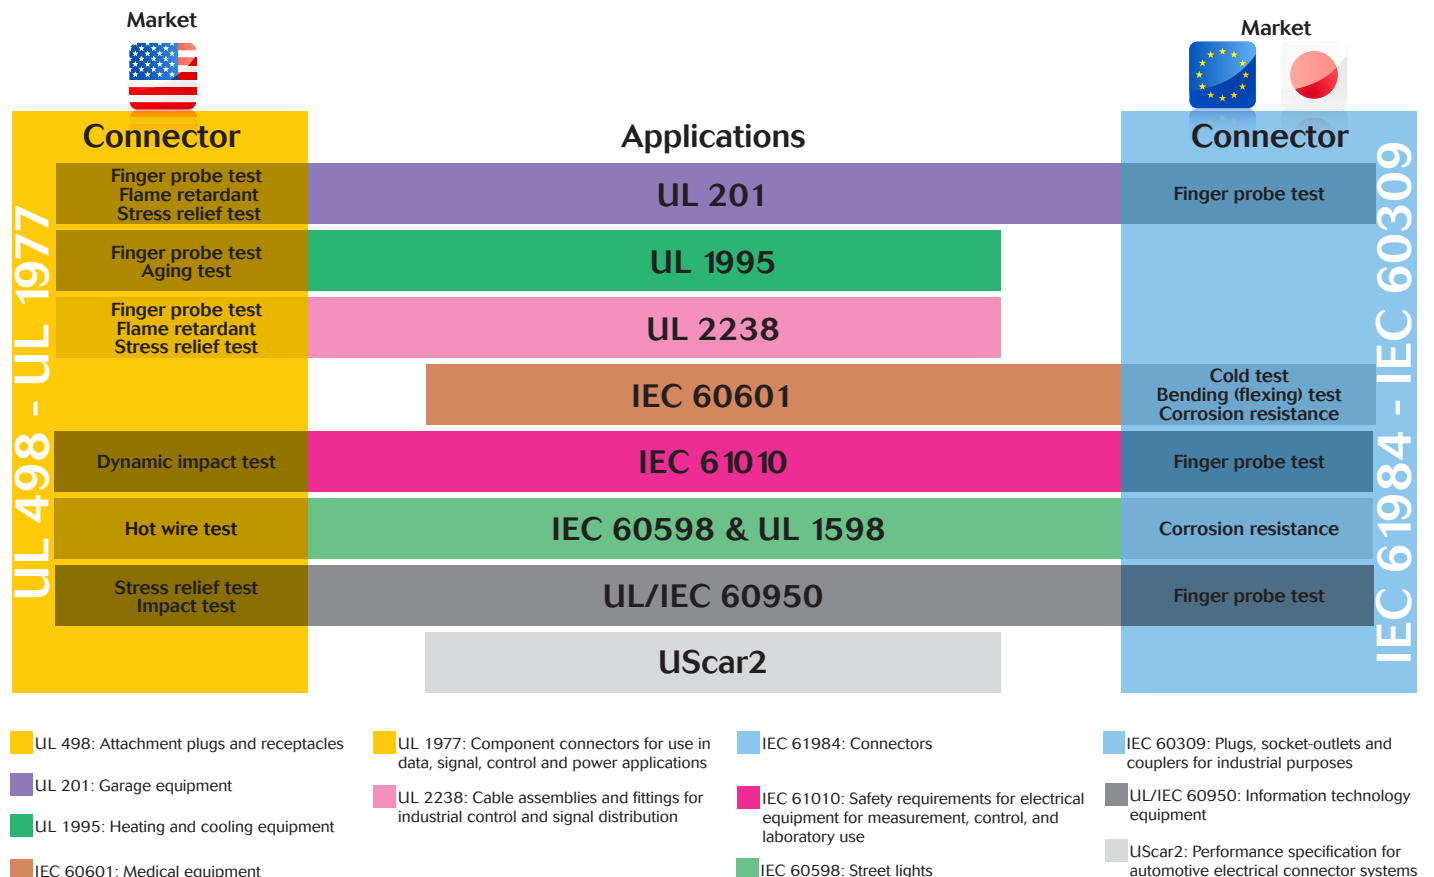 Market
Market
Connector
Applications
Connector
UL 498 - UL 1977
IEC 61984 - IEC 60309
Finger probe test
Flame retardant
Stress relief test
UL 201
Finger probe test
Finger probe test
Aging test
UL 1995
Finger probe test
Flame retardant
Stress relief test
UL 2238
IEC 60601
Cold test
Bending (flexing) test
Corrosion resistance
Dynamic impact test
IEC 61010
Finger probe test
Hot wire test
IEC 60598 & UL 1598
Corrosion resistance
Stress relief test
Impact test
UL/IEC 60950
Finger probe test
UScar2
UL 498: Attachment plugs and receptacles
UL 201: Garage equipment
UL 1995: Heating and cooling equipment
IEC 60601: Medical equipment
UL 1977: Component connectors for use in
data, signal, control and power applications
UL 2238: Cable assemblies and fittings for
industrial control and signal distribution
IEC 61984: Connectors
IEC 61010: Safety requirements for electrical
equipment for measurement, control, and
laboratory use
IEC 60598: Street lights
IEC 60309: Plugs, socket-outlets and
couplers for industrial purposes
UL/IEC 60950: Information technology
equipment
UScar2: Performance specification for
automotive electrical connector systems